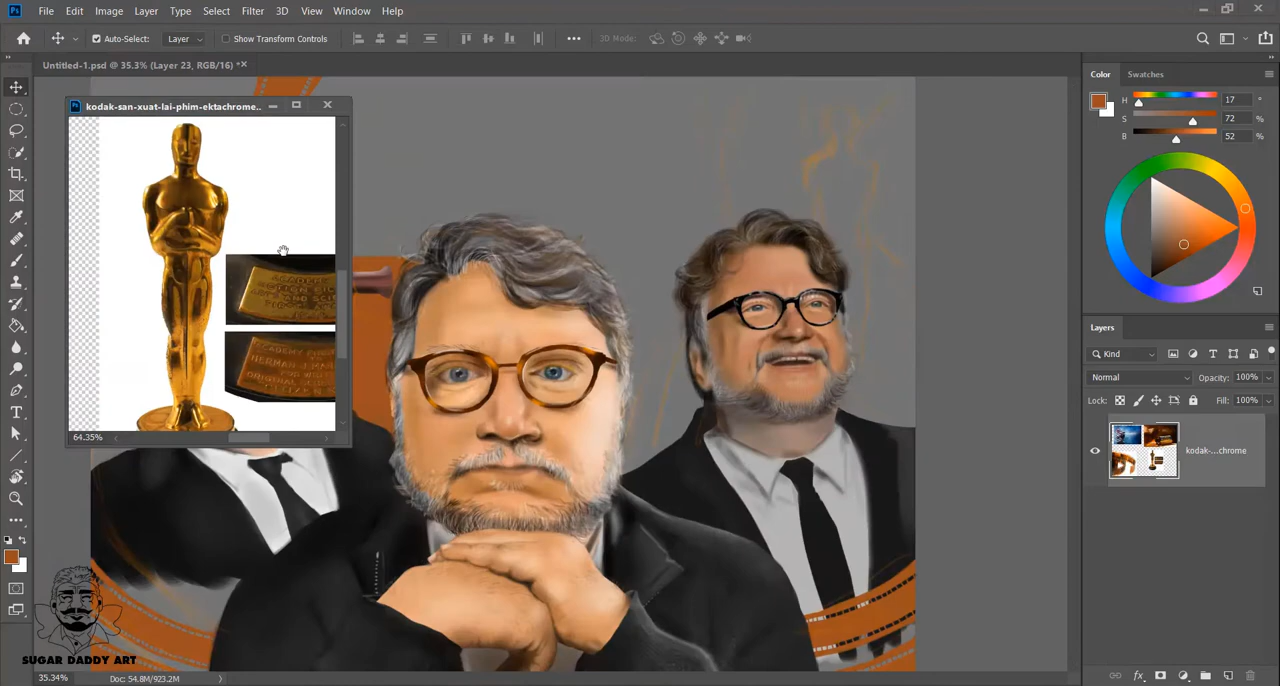 Ps File Edit Image Layer Type Select Filter 3D View Window Help
Auto-Select: Layer Show Transform Controls ••• 3D Mode:
Untitled-1.psd @ 35.3% (Layer 23, RGB/16) *
kodak-san-xuat-lai-phim-ektachrome...
ACADEMY
64.35%
Color Swatches
H 17 °
S 72 %
B 52 %
Layers
Kind
Normal Opacity: 100%
Lock: Fill: 100%
kodak-...chrome
SUGAR DADDY ART
35.34% Doc: 54.8M/923.2M